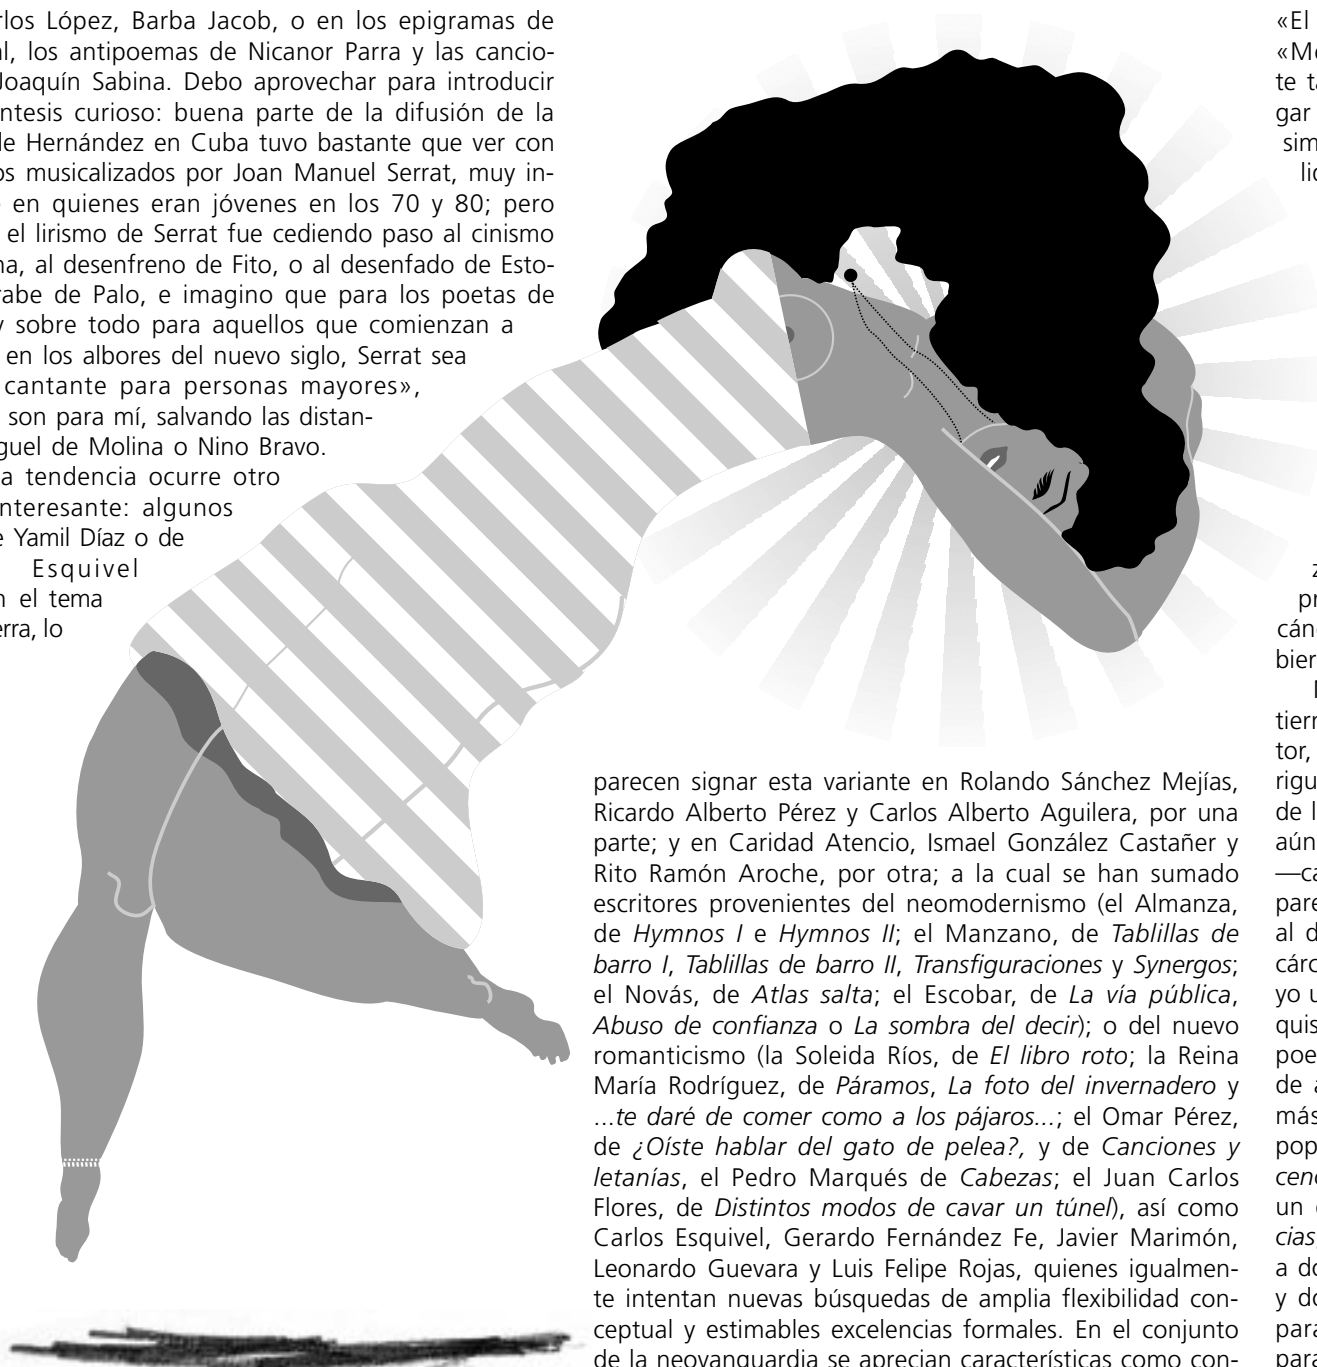 rlos López, Barba Jacob, o en los epigramas de
al, los antipoemas de Nicanor Parra y las cancio-
Joaquín Sabina. Debo aprovechar para introducir
ntesis curioso: buena parte de la difusión de la
de Hernández en Cuba tuvo bastante que ver con
os musicalizados por Joan Manuel Serrat, muy in-
en quienes eran jóvenes en los 70 y 80; pero
el lirismo de Serrat fue cediendo paso al cinismo
na, al desenfreno de Fito, o al desenfado de Esto-
rabe de Palo, e imagino que para los poetas de
y sobre todo para aquellos que comienzan a
en los albores del nuevo siglo, Serrat sea
cantante para personas mayores»,
son para mí, salvando las distan-
guel de Molina o Nino Bravo.
a tendencia ocurre otro
nteresante: algunos
e Yamil Díaz o de
Esquivel
n el tema
erra, lo
parecen signar esta variante en Rolando Sánchez Mejías,
Ricardo Alberto Pérez y Carlos Alberto Aguilera, por una
parte; y en Caridad Atencio, Ismael González Castañer y
Rito Ramón Aroche, por otra; a la cual se han sumado
escritores provenientes del neomodernismo (el Almanza,
de Hymnos I e Hymnos II; el Manzano, de Tablillas de
barro I, Tablillas de barro II, Transfiguraciones y Synergos;
el Novás, de Atlas salta; el Escobar, de La vía pública,
Abuso de confianza o La sombra del decir); o del nuevo
romanticismo (la Soleida Ríos, de El libro roto; la Reina
María Rodríguez, de Páramos, La foto del invernadero y
...te daré de comer como a los pájaros...; el Omar Pérez,
de ¿Oíste hablar del gato de pelea?, y de Canciones y
letanías, el Pedro Marqués de Cabezas; el Juan Carlos
Flores, de Distintos modos de cavar un túnel), así como
Carlos Esquivel, Gerardo Fernández Fe, Javier Marimón,
Leonardo Guevara y Luis Felipe Rojas, quienes igualmen-
te intentan nuevas búsquedas de amplia flexibilidad con-
ceptual y estimables excelencias formales. En el conjunto
de la neovanguardia se aprecian características como con-
«El
«Me
te ta
gar
sim
lic
z
pr
cánd
bier
tierr
tor,
rigu
de l
aún
—ca
pare
al d
cárc
yo u
quis
poe
de a
más
pop
cenc
un
cias
a do
y do
para
para